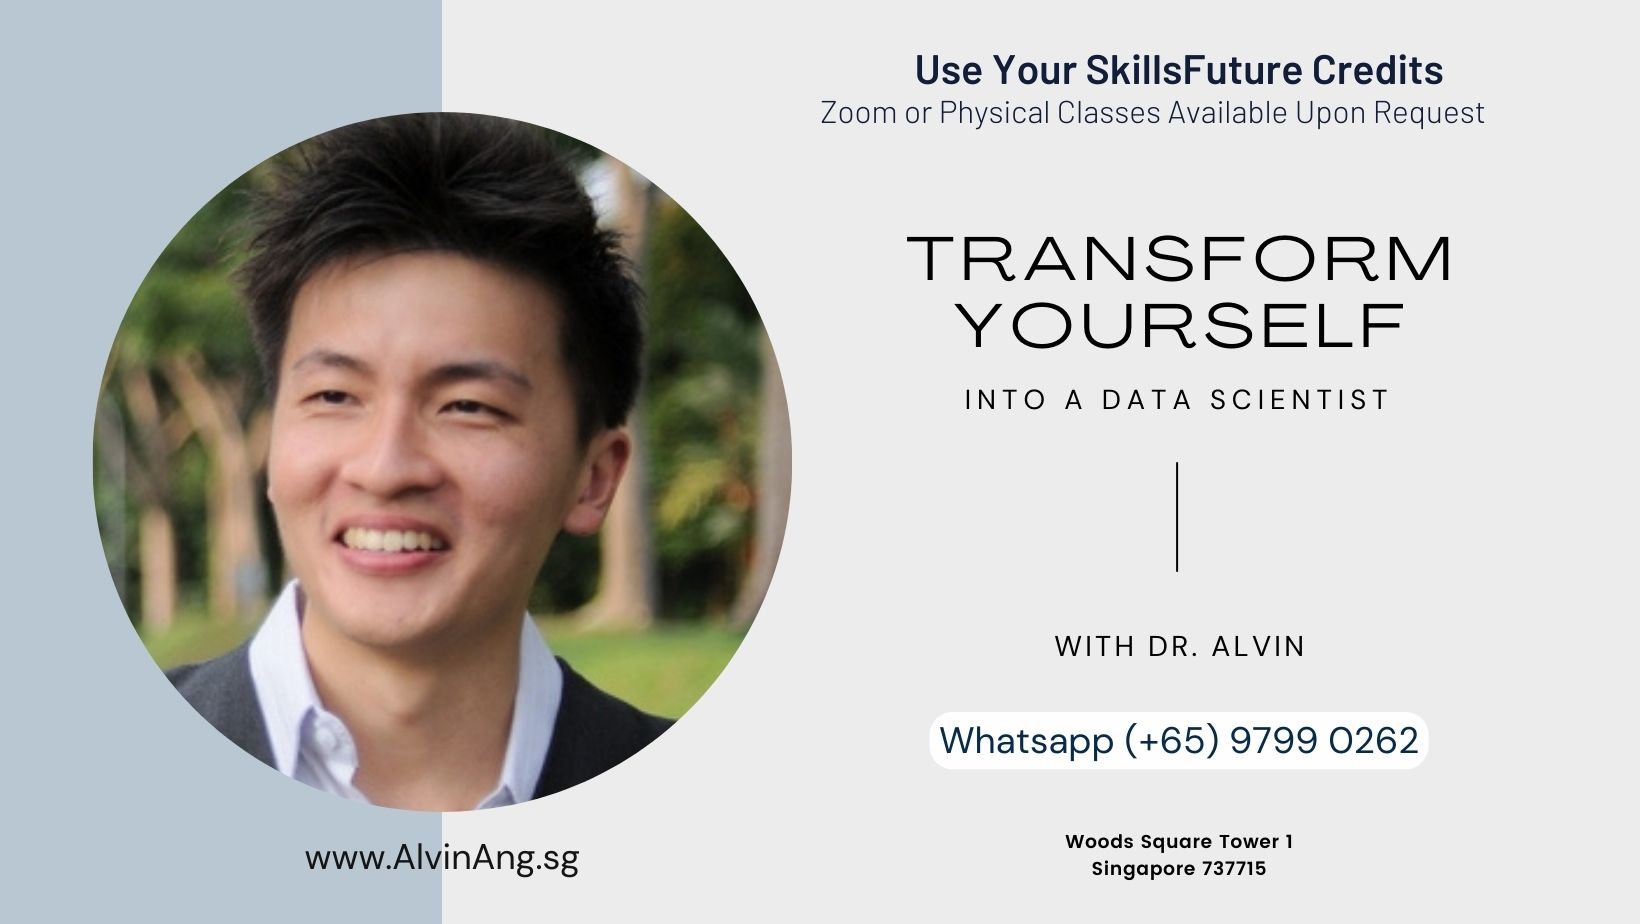 Use Your SkillsFuture Credits
Zoom or Physical Classes Available Upon Request
TRANSFORM
YOURSELF
INTO A DATA SCIENTIST
WITH DR. ALVIN
Whatsapp (+65) 9799 0262
www.AlvinAng.sg
Woods Square Tower 1
Singapore 737715